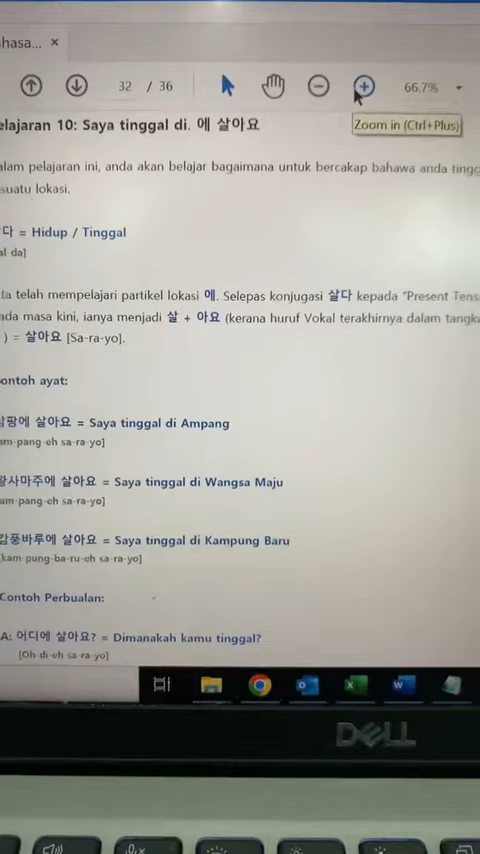 hasa... ×
32 / 36
66.7%
Zoom in (Ctrl+Plus)
elajaran 10: Saya tinggal di. 에 살아요
alam pelajaran ini, anda akan belajar bagaimana untuk bercakap bahawa anda tingg
suatu lokasi.
다 = Hidup / Tinggal
al da]
ta telah mempelajari partikel lokasi 에. Selepas konjugasi 살다 kepada "Present Tens
ada masa kini, ianya menjadi 살 + 아요 (kerana huruf Vokal terakhirnya dalam tangka
) = 살아요 [Sa-ra-yo].
ontoh ayat:
팡에 살아요 = Saya tinggal di Ampang
am-pang-eh sa-ra-yo]
왕사마주에 살아요 = Saya tinggal di Wangsa Maju
am-pang-eh sa-ra-yo]
캄풍바루에 살아요 = Saya tinggal di Kampung Baru
[kam-pung-ba-ru-eh sa-ra-yo]
Contoh Perbualan:
A: 어디에 살아요? = Dimanakah kamu tinggal?
[Oh-di-eh sa-ra-yo]
DELL